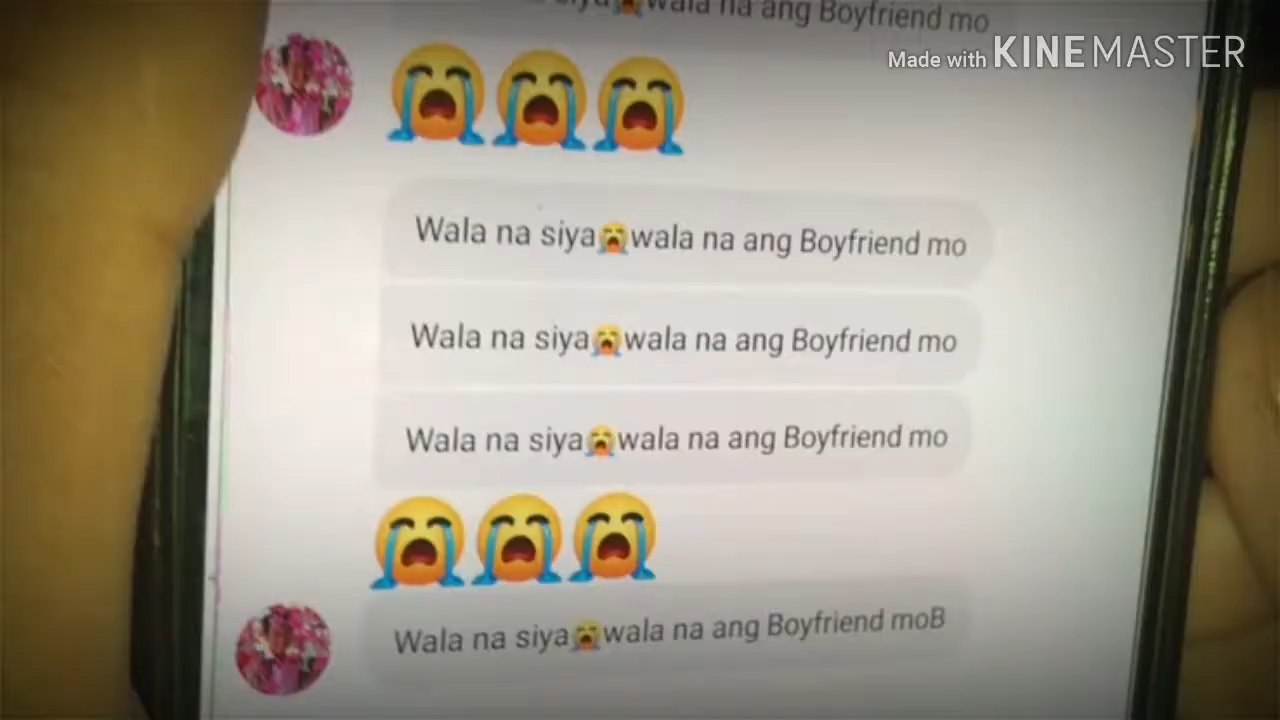 wala na ang Boyfriend mo
Made with KINEMASTER
😭😭😭
Wala na siya😭wala na ang Boyfriend mo
Wala na siya😭wala na ang Boyfriend mo
Wala na siya😭wala na ang Boyfriend mo
😭😭😭
Wala na siya😭wala na ang Boyfriend moB